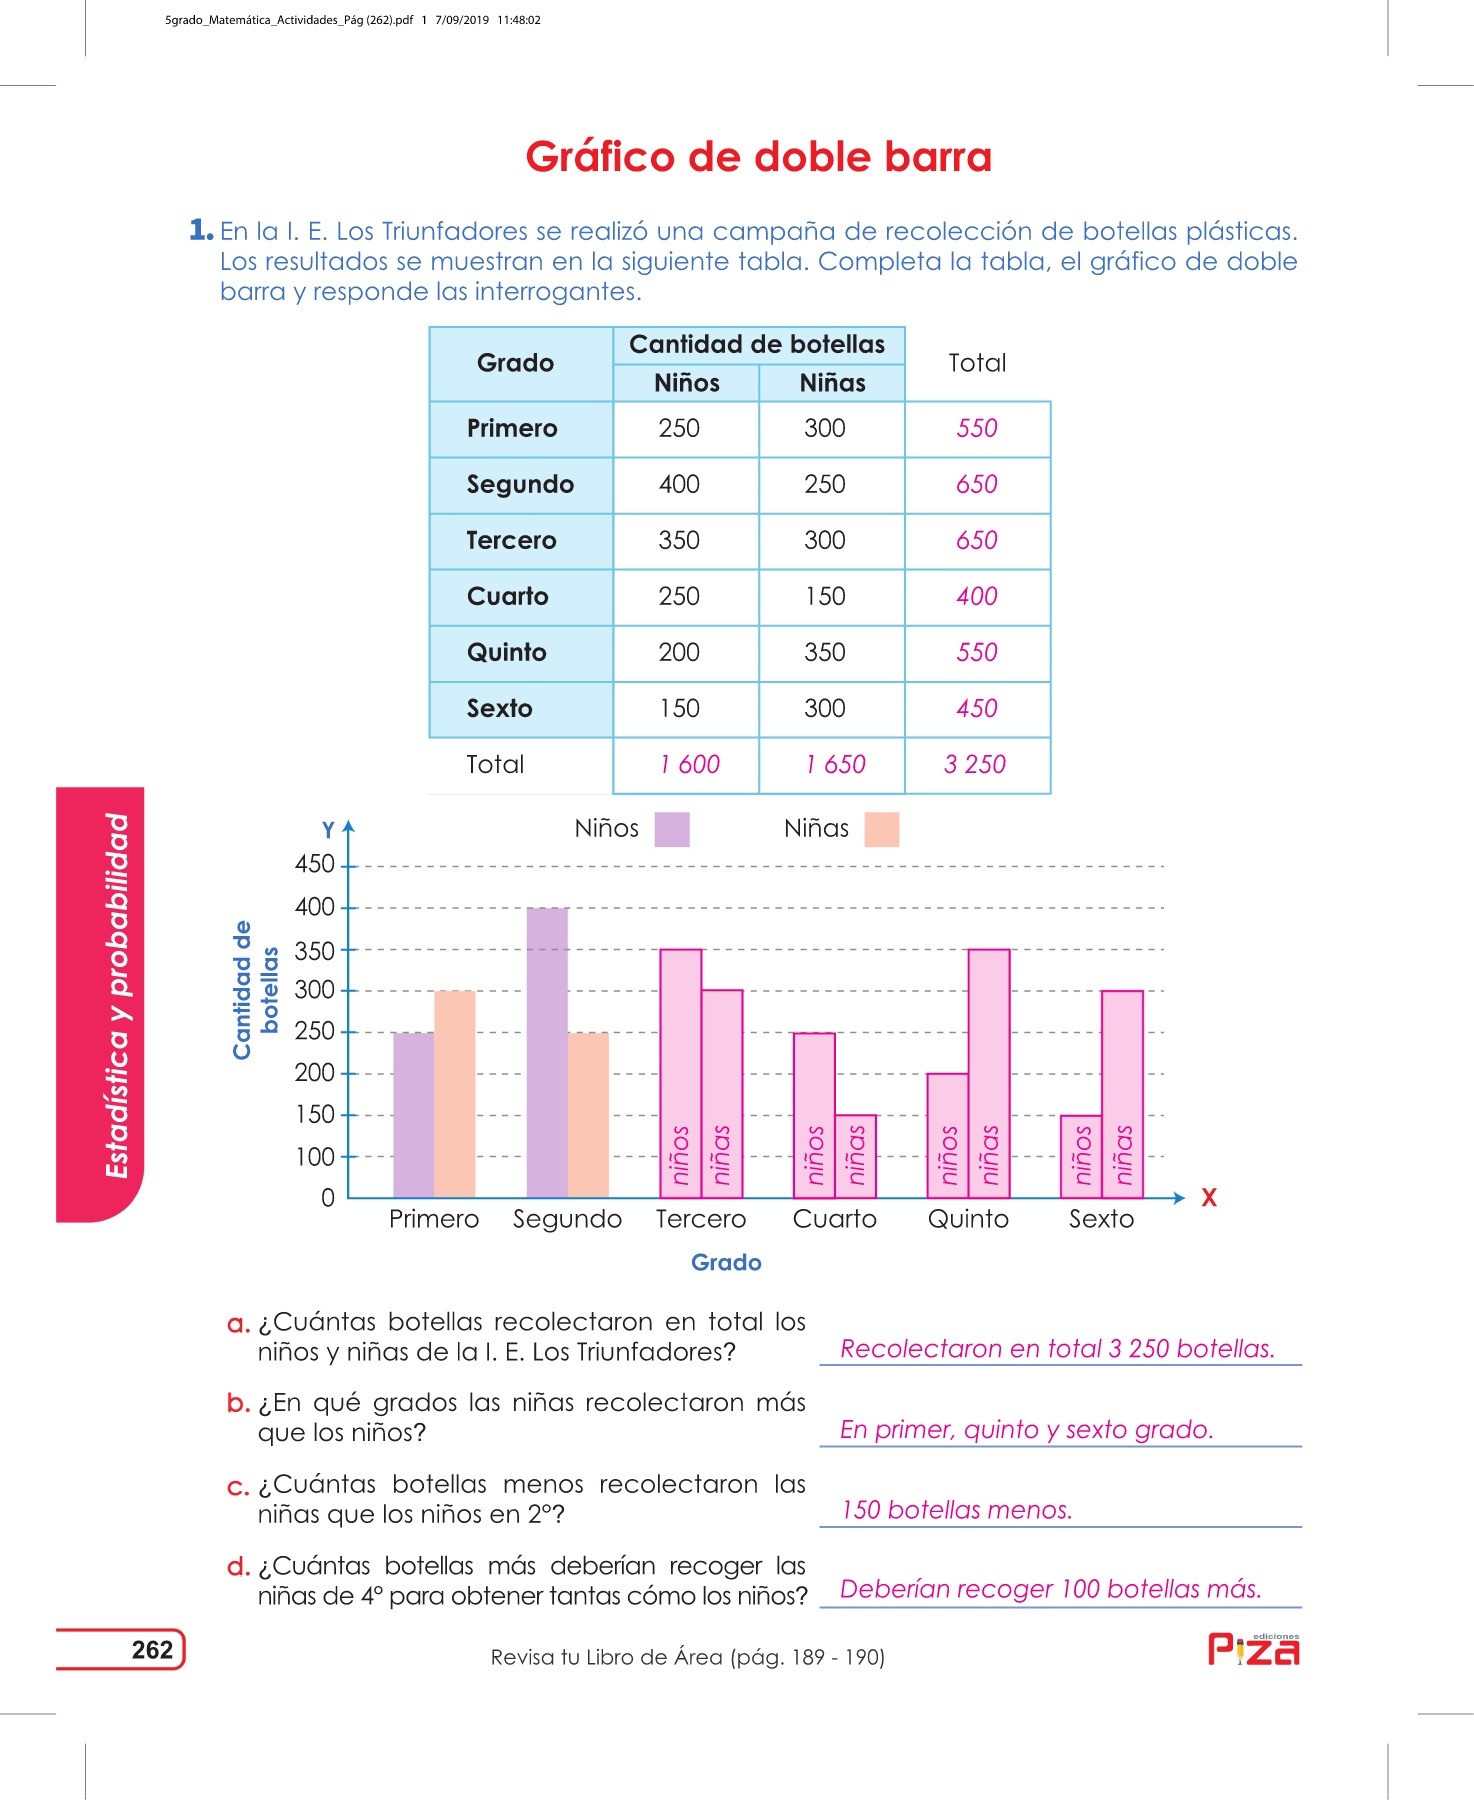 5grado_Matemática_Actividades_Pág (262).pdf 1 7/09/2019 11:48:02
Gráfico de doble barra
1. En la I. E. Los Triunfadores se realizó una campaña de recolección de botellas plásticas.
Los resultados se muestran en la siguiente tabla. Completa la tabla, el gráfico de doble
barra y responde las interrogantes.
Grado Cantidad de botellas Total
Niños Niñas
Primero 250 300 550
Segundo 400 250 650
Tercero 350 300 650
Cuarto 250 150 400
Quinto 200 350 550
Sexto 150 300 450
Total 1 600 1 650 3 250
Estadística y probabilidad
Y Niños Niñas
Cantidad de
botellas
450
400
350
300
250
200
150
100
0
niños niñas niños niñas niños niñas niños niñas
X
Primero Segundo Tercero Cuarto Quinto Sexto
Grado
a. ¿Cuántas botellas recolectaron en total los
niños y niñas de la I. E. Los Triunfadores?
Recolectaron en total 3 250 botellas.
b. ¿En qué grados las niñas recolectaron más
que los niños?
En primer, quinto y sexto grado.
c. ¿Cuántas botellas menos recolectaron las
niñas que los niños en 2°?
150 botellas menos.
d. ¿Cuántas botellas más deberían recoger las
niñas de 4° para obtener tantas cómo los niños?
Deberían recoger 100 botellas más.
262
Revisa tu Libro de Área (pág. 189 - 190)
ediciones
Piza